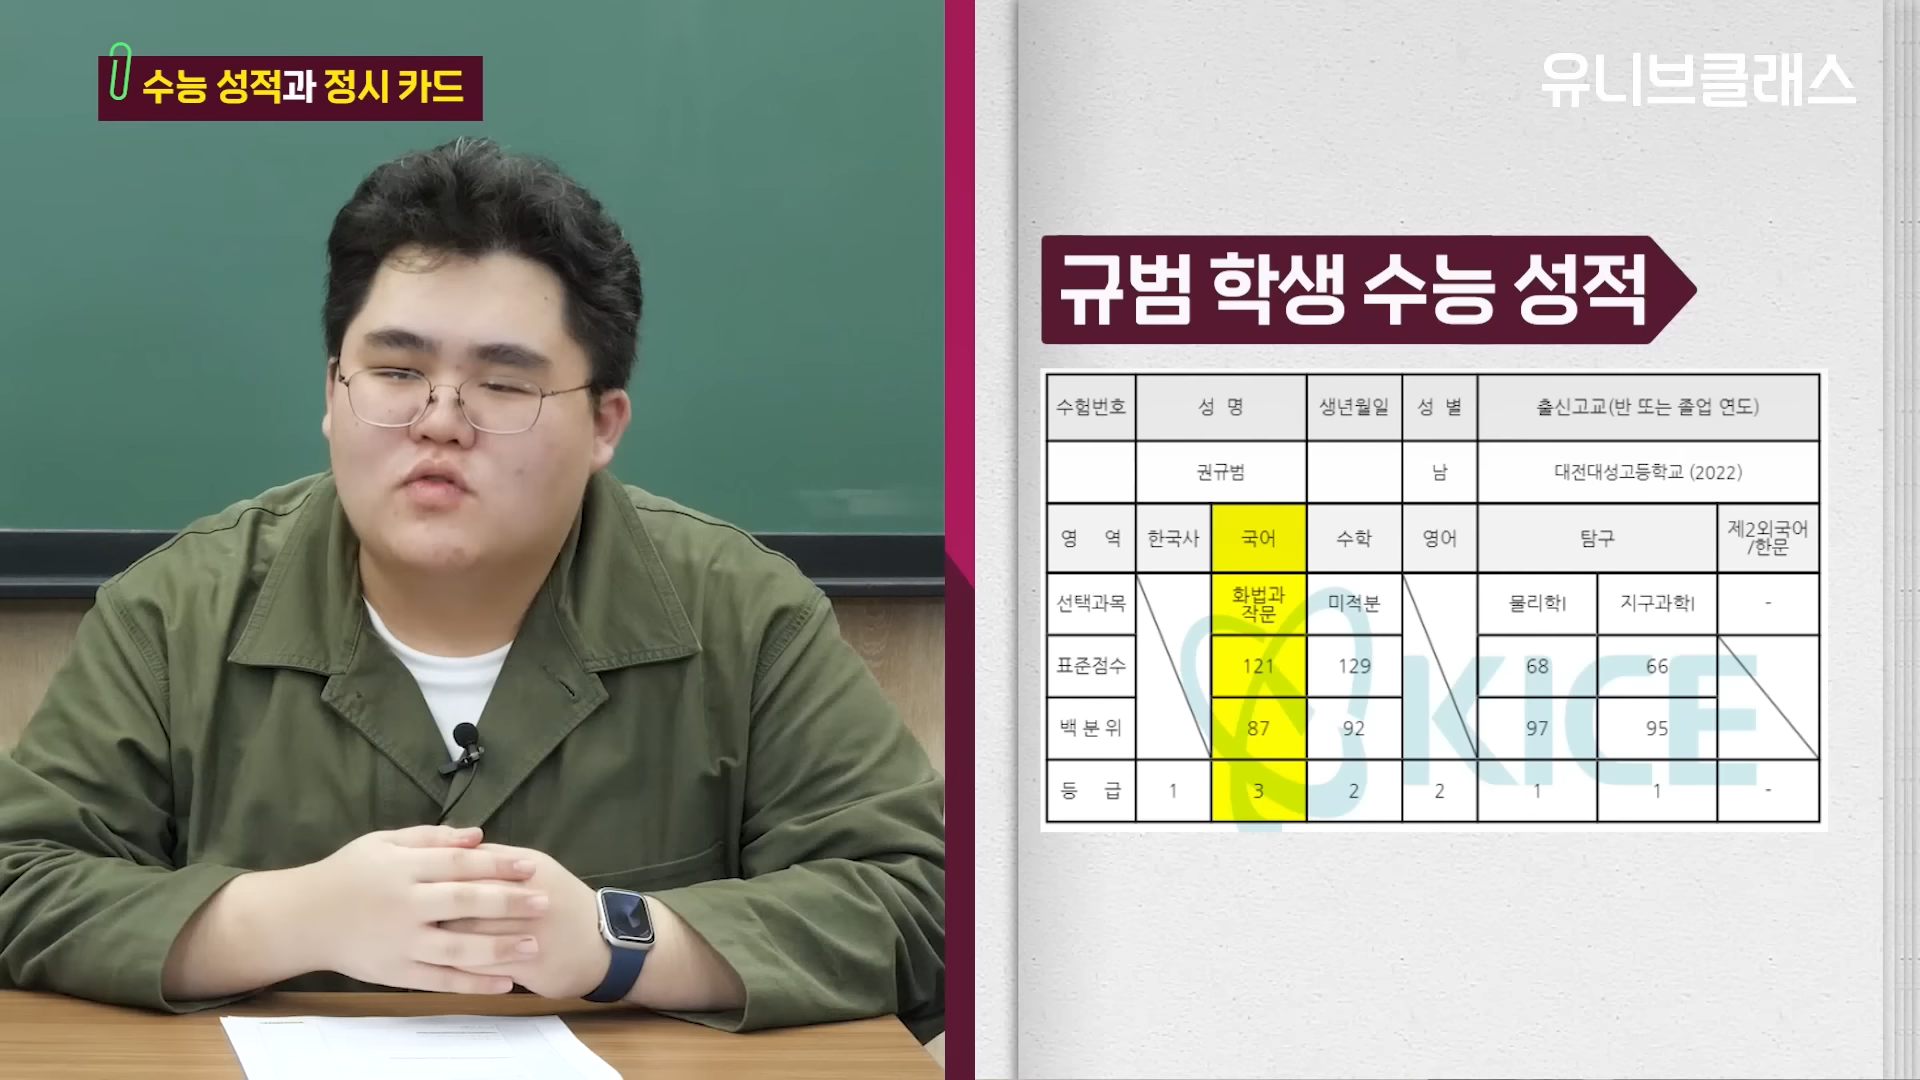 수능 성적과 정시 카드
유니브클래스
규범 학생 수능 성적
수험번호 성 명 생년월일 성 별 출신고교(반 또는 졸업 연도)
권규범 남 대전대성고등학교 (2022)
영 역 한국사 국어 수학 영어 탐구 제2외국어
/한문
선택과목 화법과
작문 미적분 물리학I 지구과학I -
표준점수 121 129 68 66
백 분 위 87 92 97 95
등 급 1 3 2 2 1 1 -
KICE